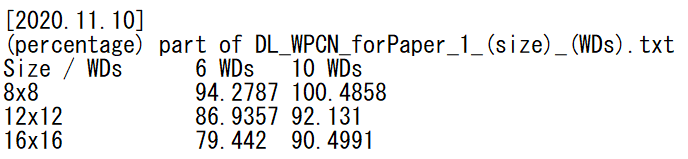 [2020.11.10]
(percentage) part of DL_WPCN_forPaper_1_(size)_(WDs).txt
Size / WDs 6 WDs 10 WDs
8x8 94.2787 100.4858
12x12 86.9357 92.131
16x16 79.442 90.4991